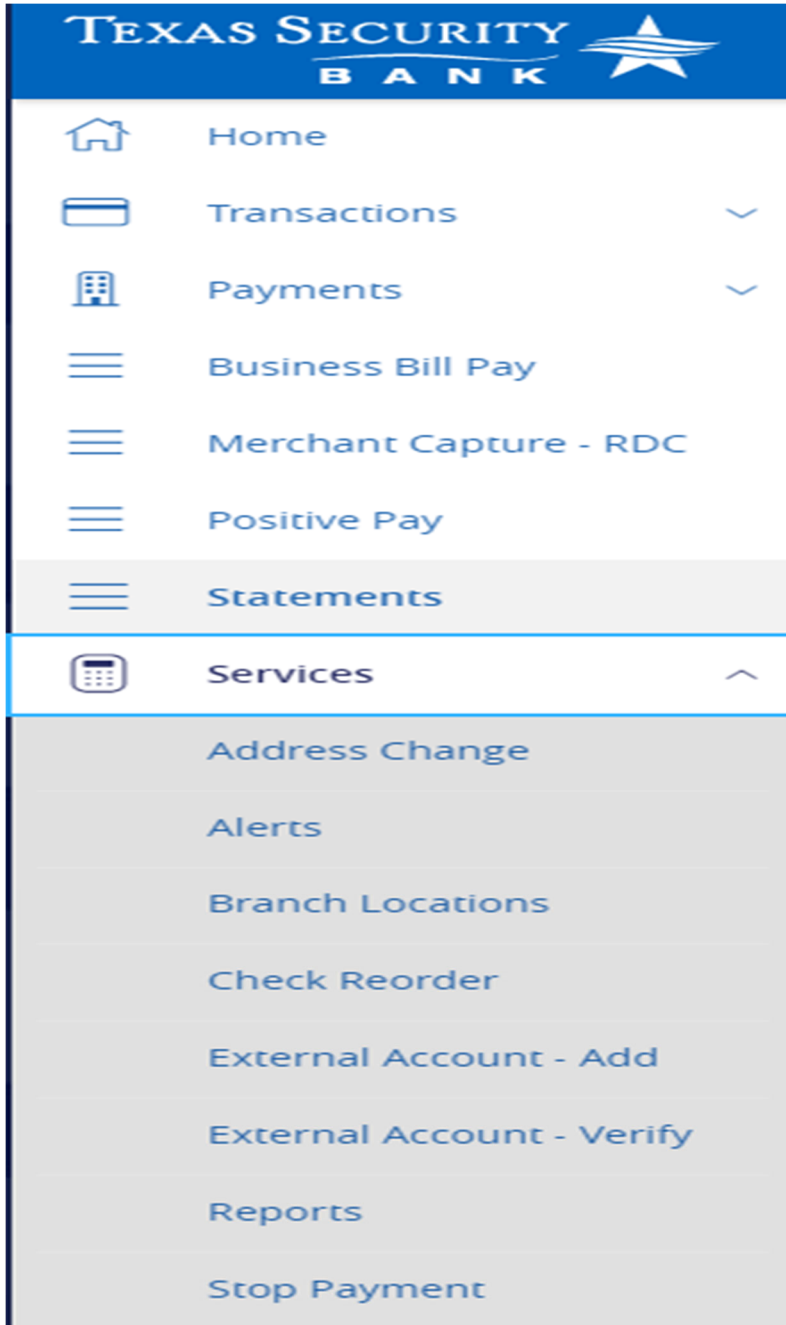 TEXAS SECURITY
BANK
Home
Transactions
Payments
Business Bill Pay
Merchant Capture - RDC
Positive Pay
Statements
Services
Address Change
Alerts
Branch Locations
Check Reorder
External Account - Add
External Account - Verify
Reports
Stop Payment